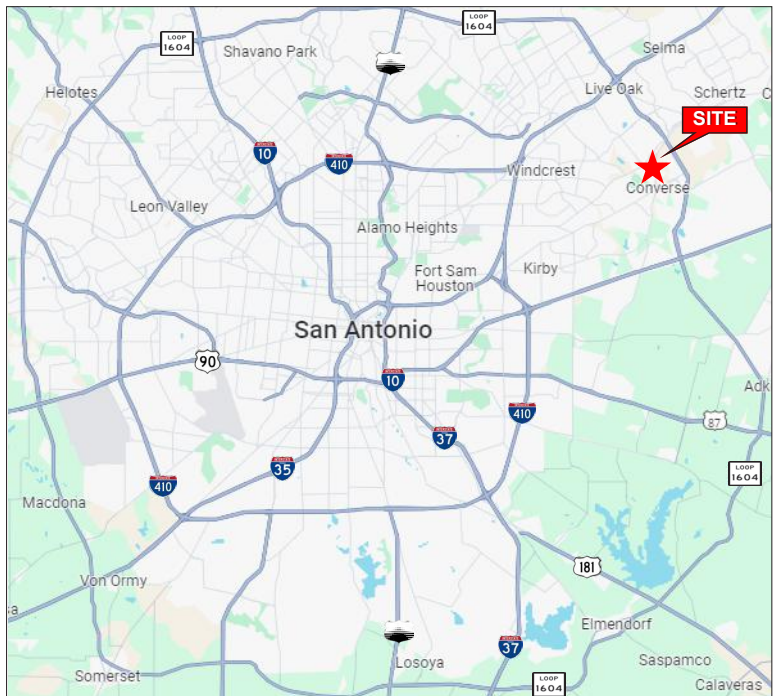 LOOP
1604
LOOP
1604
Selma
Shavano Park
Helotes
Live Oak
Schertz
C
SITE
10
410
Windcrest
Converse
Leon Valley
Alamo Heights
Fort Sam
Houston
Kirby
San Antonio
90
10
Adk
410
87
37
35
410
LOOP
1604
Macdona
181
Von Ormy
sa
Elmendorf
37
Losoya
Saspamco
Somerset
LOOP
1604
Calaveras